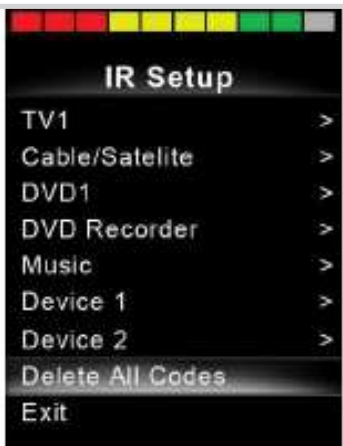 IR Setup
TV1 >
Cable/Satelite >
DVD1 >
DVD Recorder >
Music >
Device 1 >
Device 2 >
Delete All Codes
Exit